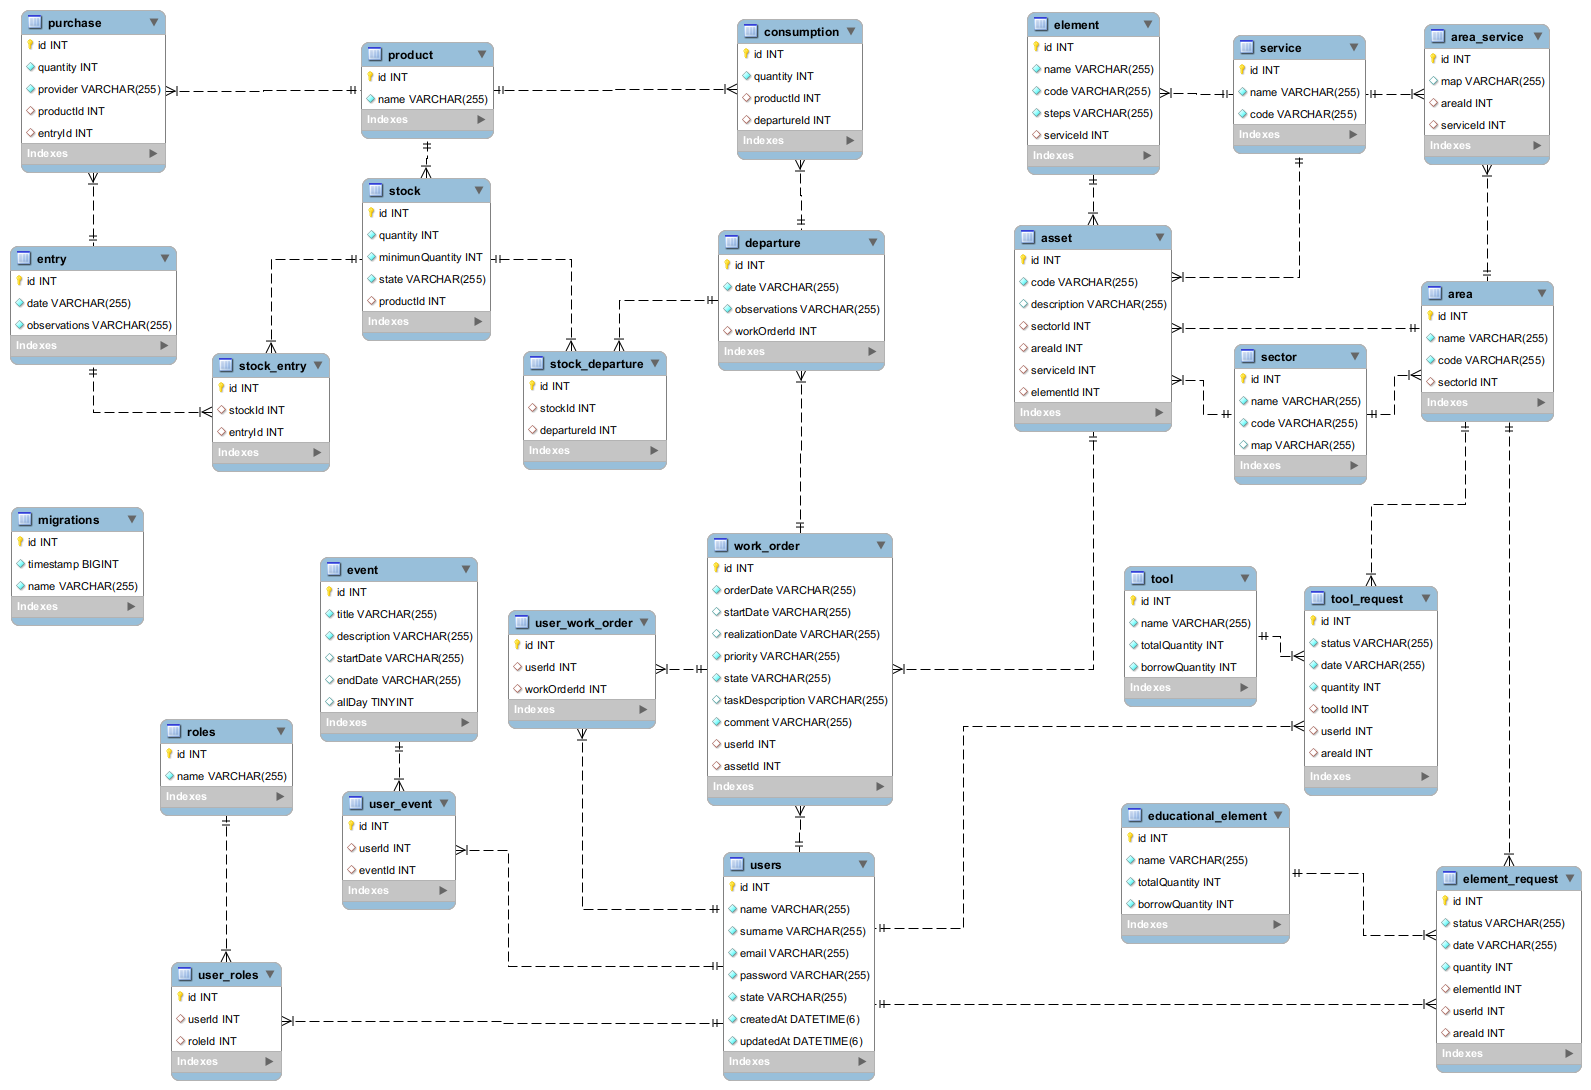 purchase
id INT
quantity INT
provider VARCHAR(255)
productId INT
entryId INT
Indexes
product
id INT
name VARCHAR(255)
Indexes
consumption
id INT
quantity INT
productId INT
departureId INT
Indexes
element
id INT
name VARCHAR(255)
code VARCHAR(255)
steps VARCHAR(255)
serviceId INT
Indexes
service
id INT
name VARCHAR(255)
code VARCHAR(255)
Indexes
area_service
id INT
map VARCHAR(255)
areaId INT
serviceId INT
Indexes
stock
id INT
quantity INT
minimunQuantity INT
state VARCHAR(255)
productId INT
Indexes
entry
id INT
date VARCHAR(255)
observations VARCHAR(255)
Indexes
departure
id INT
date VARCHAR(255)
observations VARCHAR(255)
workOrderId INT
Indexes
asset
id INT
code VARCHAR(255)
description VARCHAR(255)
sectorId INT
areaId INT
serviceId INT
elementId INT
Indexes
area
id INT
name VARCHAR(255)
code VARCHAR(255)
sectorId INT
Indexes
stock_entry
id INT
stockId INT
entryId INT
Indexes
stock_departure
id INT
stockId INT
departureId INT
Indexes
sector
id INT
name VARCHAR(255)
code VARCHAR(255)
map VARCHAR(255)
Indexes
migrations
id INT
timestamp BIGINT
name VARCHAR(255)
Indexes
event
id INT
title VARCHAR(255)
description VARCHAR(255)
startDate VARCHAR(255)
endDate VARCHAR(255)
allDay TINYINT
Indexes
user_work_order
id INT
userId INT
workOrderId INT
Indexes
work_order
id INT
orderDate VARCHAR(255)
startDate VARCHAR(255)
realizationDate VARCHAR(255)
priority VARCHAR(255)
state VARCHAR(255)
taskDespcription VARCHAR(255)
comment VARCHAR(255)
userId INT
assetId INT
Indexes
tool
id INT
name VARCHAR(255)
totalQuantity INT
borrowQuantity INT
Indexes
tool_request
id INT
status VARCHAR(255)
date VARCHAR(255)
quantity INT
toolId INT
userId INT
areaId INT
Indexes
roles
id INT
name VARCHAR(255)
Indexes
user_event
id INT
userId INT
eventId INT
Indexes
users
id INT
name VARCHAR(255)
surname VARCHAR(255)
email VARCHAR(255)
password VARCHAR(255)
state VARCHAR(255)
createdAt DATETIME(6)
updatedAt DATETIME(6)
Indexes
educational_element
id INT
name VARCHAR(255)
totalQuantity INT
borrowQuantity INT
Indexes
element_request
id INT
status VARCHAR(255)
date VARCHAR(255)
quantity INT
elementId INT
userId INT
areaId INT
Indexes
user_roles
id INT
userId INT
roleId INT
Indexes